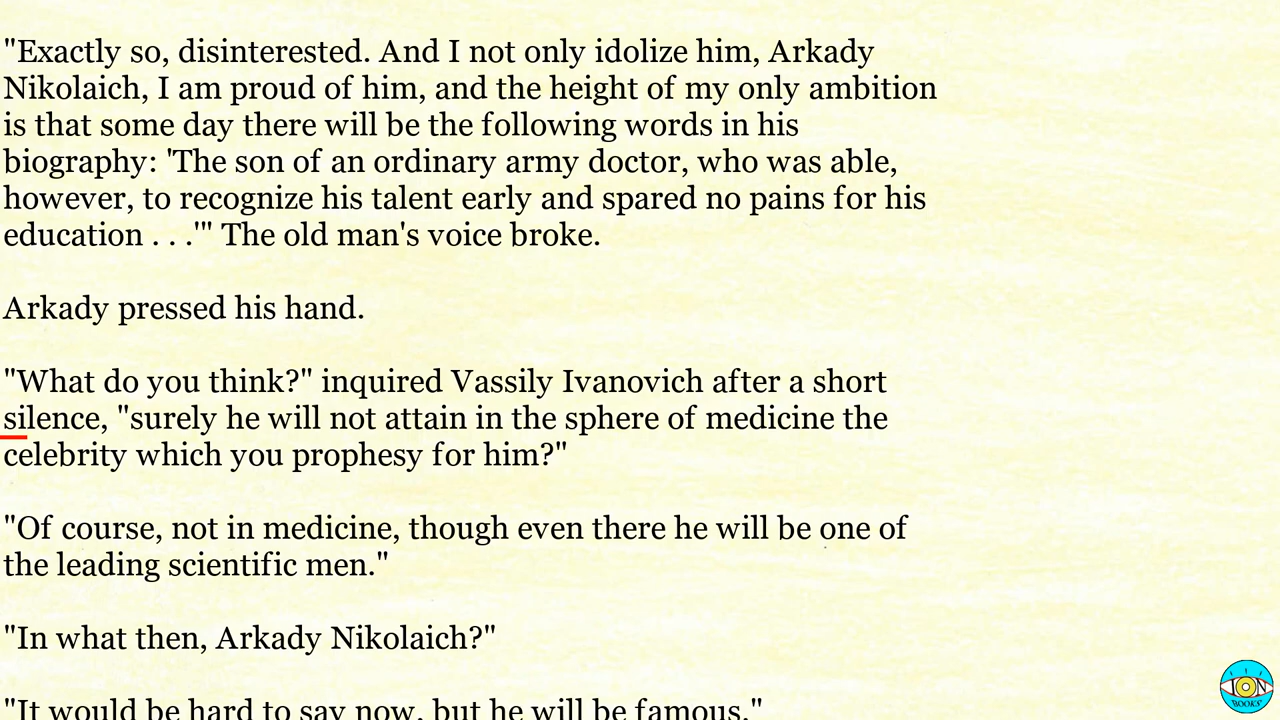 "Exactly so, disinterested. And I not only idolize him, Arkady
Nikolaich, I am proud of him, and the height of my only ambition
is that some day there will be the following words in his
biography: 'The son of an ordinary army doctor, who was able,
however, to recognize his talent early and spared no pains for his
education . . .'" The old man's voice broke.
Arkady pressed his hand.
"What do you think?" inquired Vassily Ivanovich after a short
silence, "surely he will not attain in the sphere of medicine the
celebrity which you prophesy for him?"
"Of course, not in medicine, though even there he will be one of
the leading scientific men."
"In what then, Arkady Nikolaich?"
"It would be hard to say now, but he will be famous."
ION
BOOKS